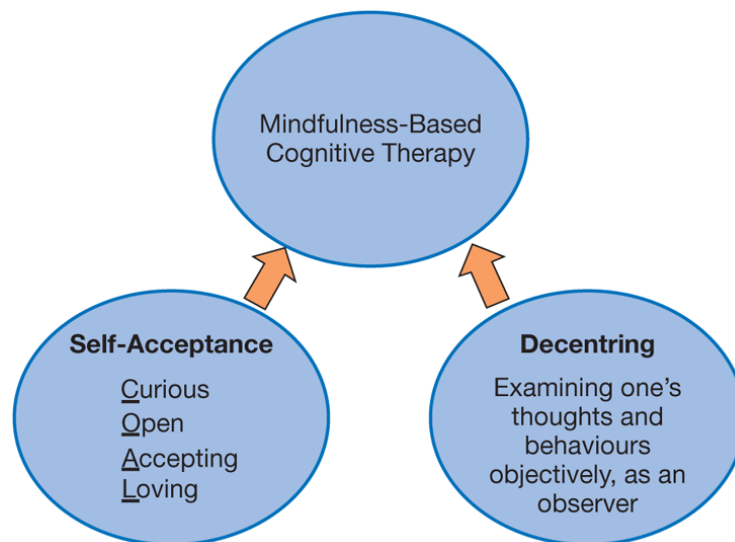 Mindfulness-Based
Cognitive Therapy
Self-Acceptance
Curious
Open
Accepting
Loving
Decentring
Examining one's
thoughts and
behaviours
objectively, as an
observer